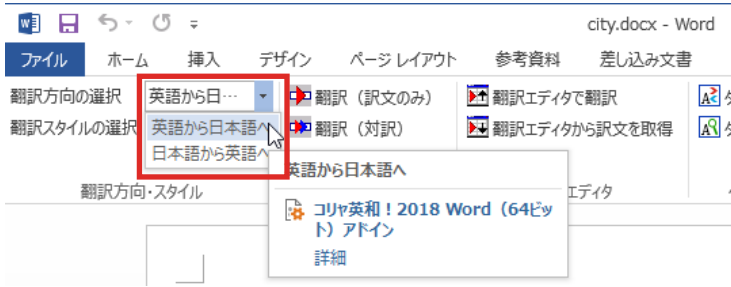 city.docx - Word
ファイル ホーム 挿入 デザイン ページ レイアウト 参考資料 差し込み文書
翻訳方向の選択 英語から日… 翻訳（訳文のみ） 翻訳エディタで翻訳
翻訳スタイルの選択 英語から日本語へ 翻訳（対訳） 翻訳エディタから訳文を取得
日本語から英語へ
英語から日本語へ
翻訳方向・スタイル エディタ
コリャ英和！2018 Word（64ビッ
ト）アドイン
詳細